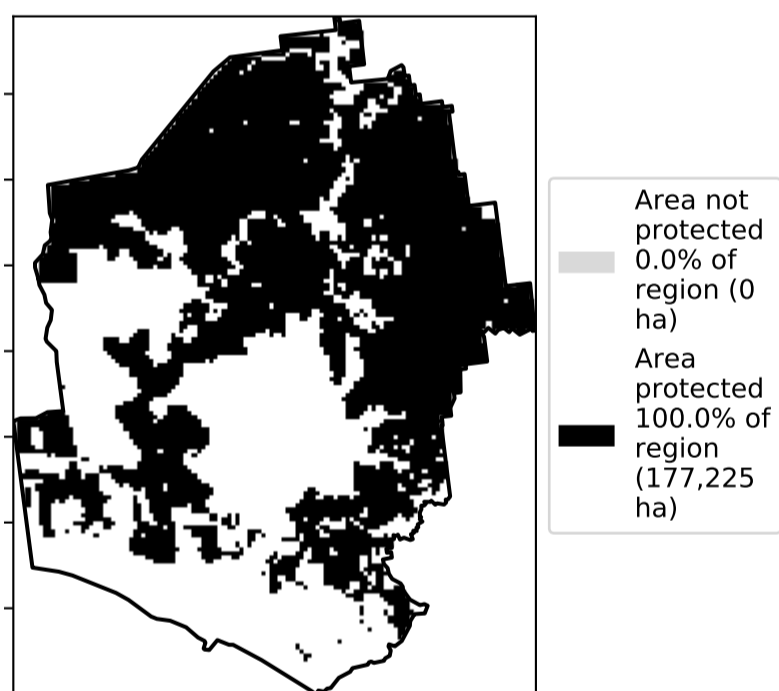 Area not
protected
0.0% of
region (0
ha)
Area
protected
100.0% of
region
(177,225
ha)